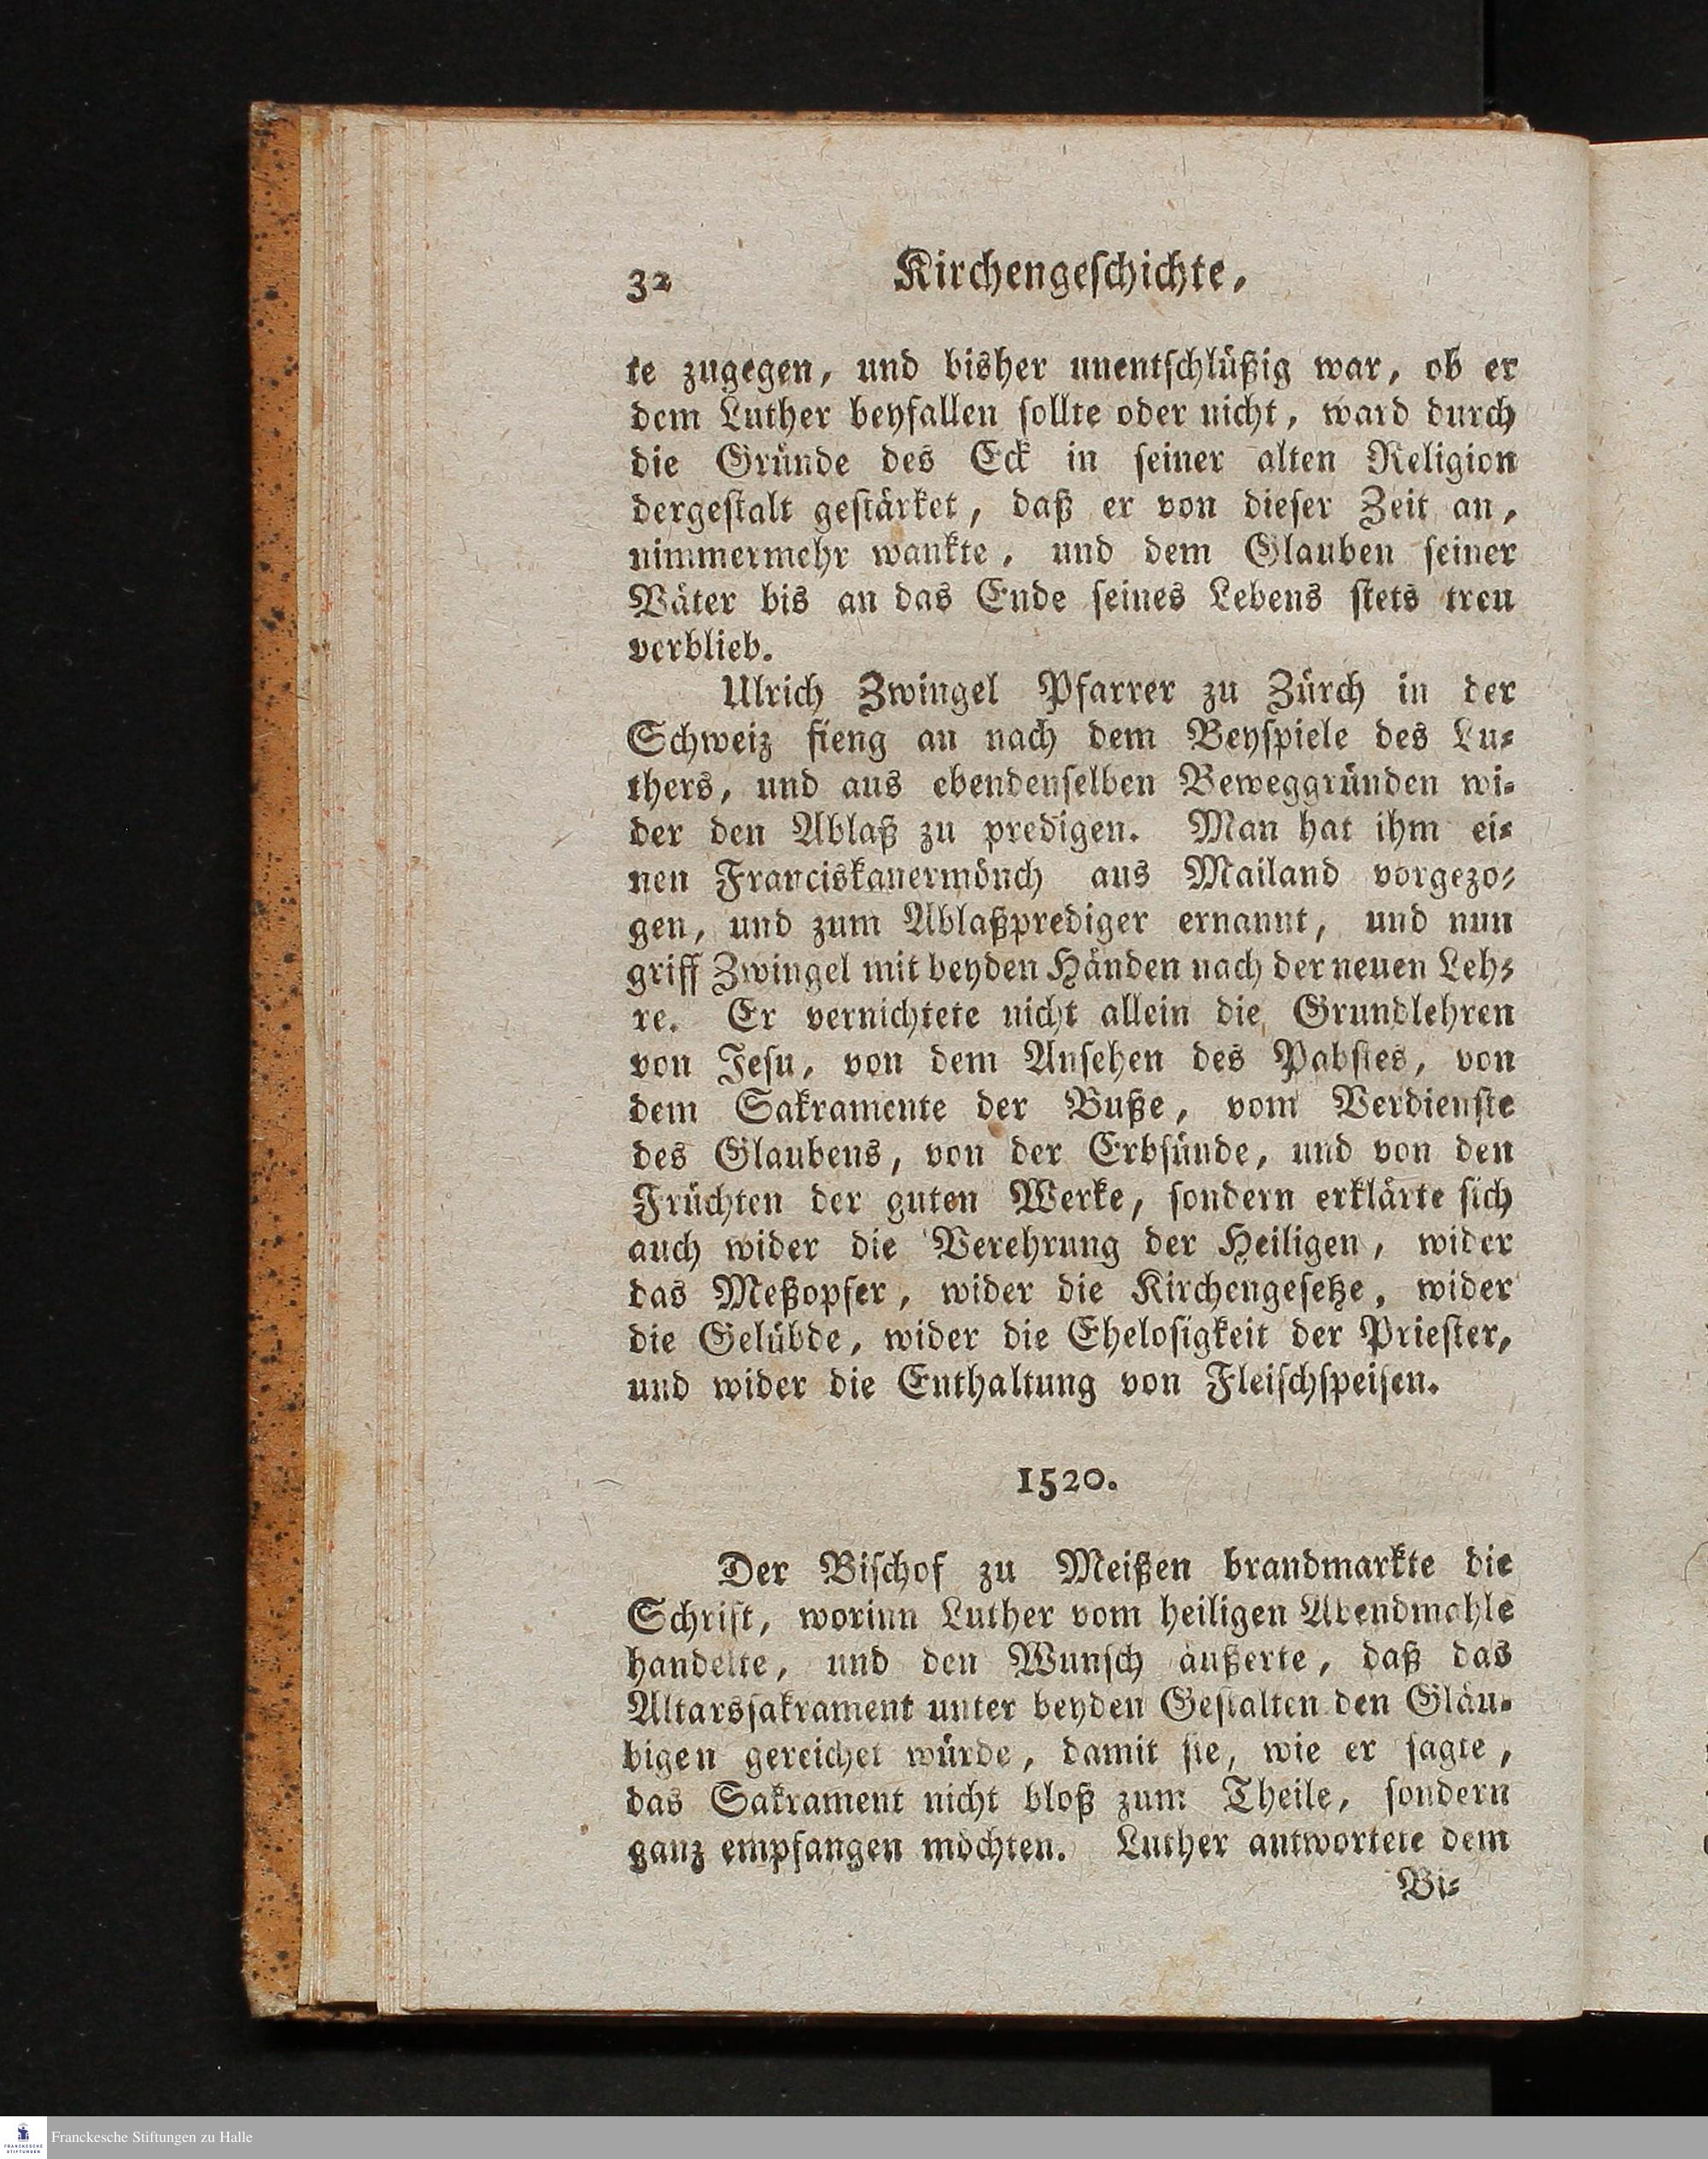 32 Kirchengeschichte,
te zugegen, und bisher unentschlüßig war, ob er
dem Luther beyfallen sollte oder nicht, ward durch
die Gründe des Eck in seiner alten Religion
dergestalt gestärket, daß er von dieser Zeit an,
nimmermehr wankte, und dem Glauben seiner
Väter bis an das Ende seines Lebens stets treu
verblieb.
Ulrich Zwingel Pfarrer zu Zürch in der
Schweiz fieng an nach dem Beyspiele des Lu-
thers, und aus ebendenselben Beweggründen wi-
der den Ablaß zu predigen. Man hat ihm ei-
nen Franciskanermönch aus Mailand vorgezo-
gen, und zum Ablaßprediger ernannt, und nun
griff Zwingel mit beyden Händen nach der neuen Leh-
re. Er vernichtete nicht allein die Grundlehren
von Jesu, von dem Ansehen des Pabstes, von
dem Sakramente der Buße, vom Verdienste
des Glaubens, von der Erbsünde, und von den
Früchten der guten Werke, sondern erklärte sich
auch wider die Verehrung der Heiligen, wider
das Meßopfer, wider die Kirchengesetze, wider
die Gelübde, wider die Ehelosigkeit der Priester,
und wider die Enthaltung von Fleischspeisen.
1520.
Der Bischof zu Meißen brandmarkte die
Schrift, worinn Luther vom heiligen Abendmahle
handelte, und den Wunsch äußerte, daß das
Altarssakrament unter beyden Gestalten den Gläu-
bigen gereichet würde, damit sie, wie er sagte,
das Sakrament nicht bloß zum Theile, sondern
ganz empfangen möchten. Luther antwortete dem
Bi-
FRANCKESCHE
STIFTUNGEN
Franckesche Stiftungen zu Halle